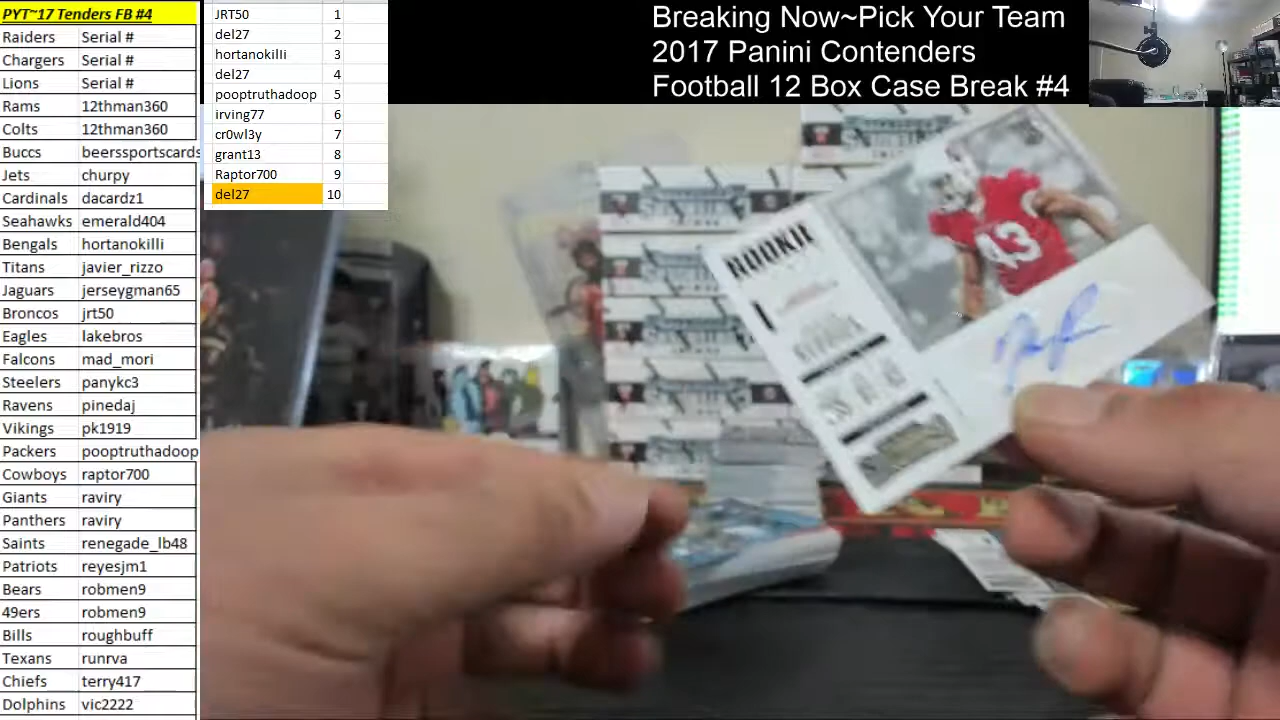 PYT~17 Tenders FB #4
Raiders Serial #
Chargers Serial #
Lions Serial #
Rams 12thman360
Colts 12thman360
Buccs beerssportscards
Jets churpy
Cardinals dacardz1
Seahawks emerald404
Bengals hortanokilli
Titans javier_rizzo
Jaguars jerseygman65
Broncos jrt50
Eagles lakebros
Falcons mad_mori
Steelers panykc3
Ravens pinedaj
Vikings pk1919
Packers pooptruthadoop
Cowboys raptor700
Giants raviry
Panthers raviry
Saints renegade_lb48
Patriots reyesjm1
Bears robmen9
49ers robmen9
Bills roughbuff
Texans runrva
Chiefs terry417
Dolphins vic2222
JRT50 1
del27 2
hortanokilli 3
del27 4
pooptruthadoop 5
irving77 6
cr0wl3y 7
grant13 8
Raptor700 9
del27 10
Breaking Now~Pick Your Team
2017 Panini Contenders
Football 12 Box Case Break #4
ROOKIE
43